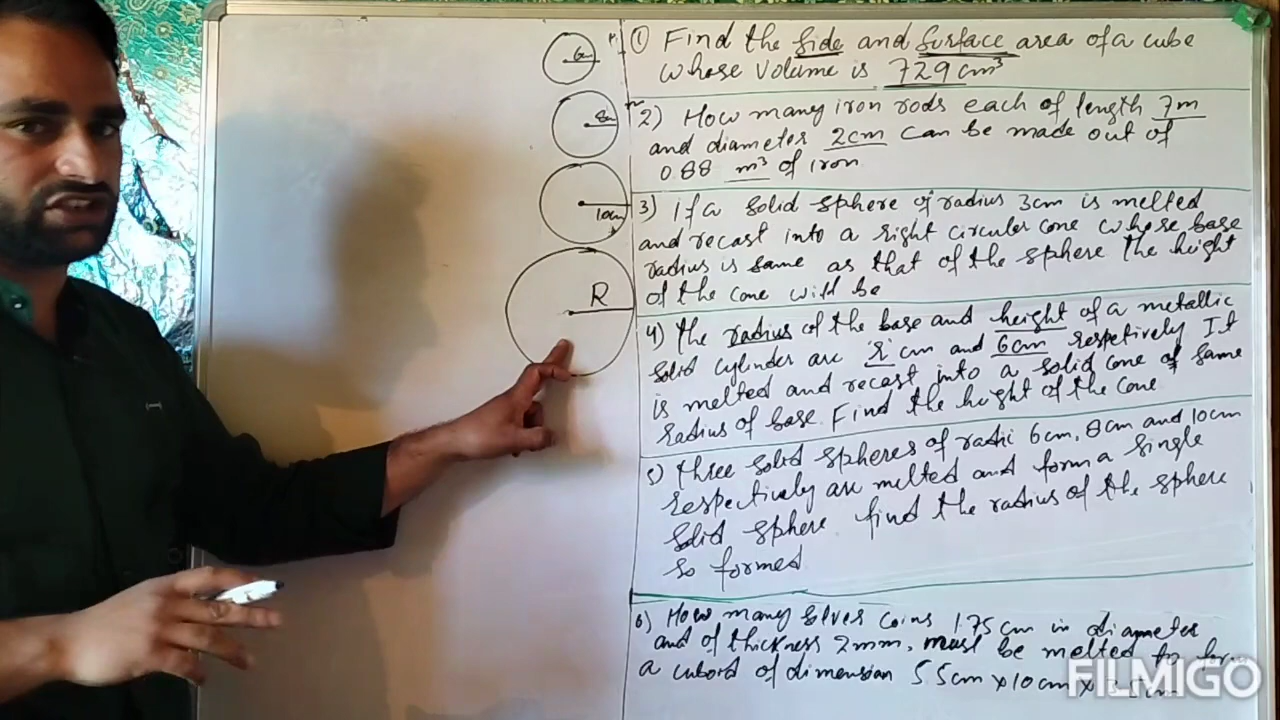 6
8cm
10cm
R
① Find the side and surface area of a cube
whose Volume is 729 cm³
2) How many iron rods each of length 7m
and diameter 2cm can be made out of
0.88 m³ of iron
3) If a solid sphere of radius 3cm is melted
and recast into a right circular cone whose base
radius is same as that of the sphere the height
of the cone will be
4) the radius of the base and height of a metallic
solid cylinder are r cm and 6cm respetively It
is melted and recast into a solid cone of same
radius of base. Find the height of the cone
5) three solid spheres of radii 6cm, 8cm and 10cm
respectively are melted and form a single
solid sphere find the radius of the sphere
so formed
6) How many silver coins 1.75 cm in diameter
and of thickness 2mm, must be melted to form
a cuboid of dimension 5.5cm × 10cm × 3.5cm
FILMIGO